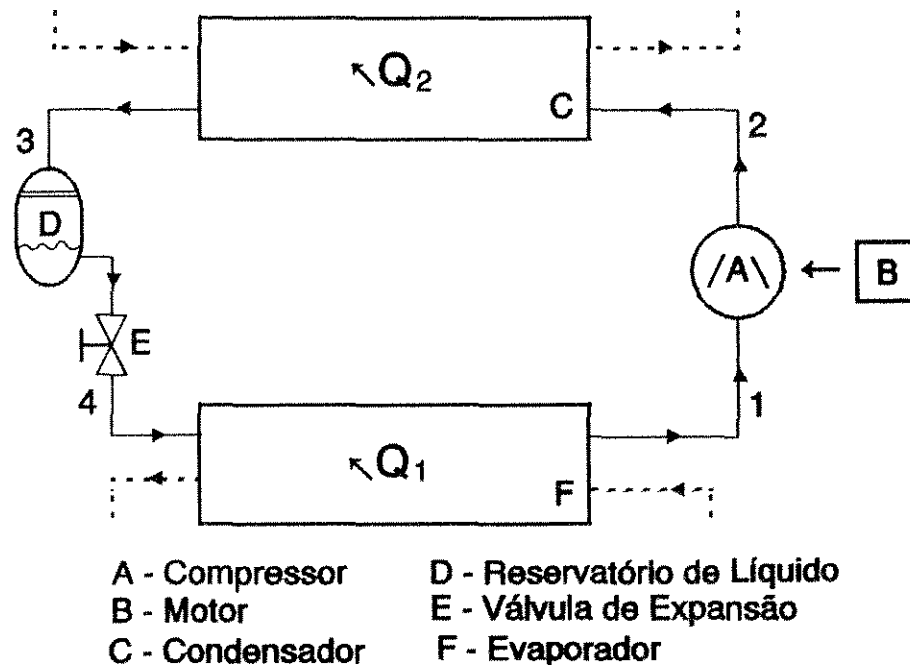 Q2
C
3
2
D
/A\
B
E
4
1
Q1
F
A - Compressor
D - Reservatório de Líquido
B - Motor
E - Válvula de Expansão
C - Condensador
F - Evaporador